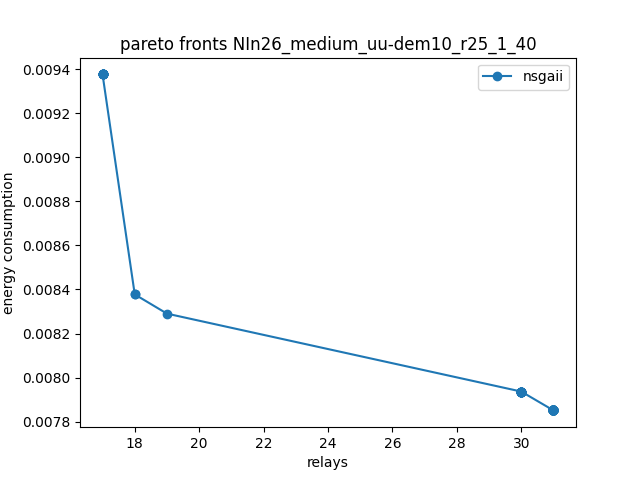 pareto fronts NIn26_medium_uu-dem10_r25_1_40
nsgaii
0.0094
0.0092
0.0090
0.0088
0.0086
0.0084
0.0082
0.0080
0.0078
energy consumption
18 20 22 24 26 28 30
relays